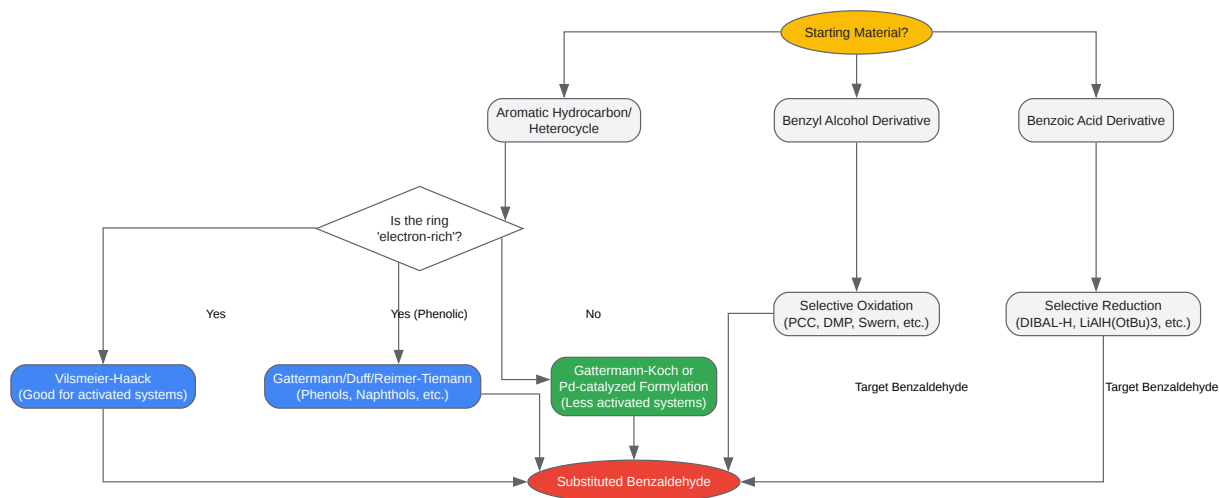 Starting Material?
Aromatic Hydrocarbon/
Heterocycle
Benzyl Alcohol Derivative
Benzoic Acid Derivative
Is the ring
'electron-rich'?
Yes
Yes (Phenolic)
No
Selective Oxidation
(PCC, DMP, Swern, etc.)
Selective Reduction
(DIBAL-H, LiAlH(OtBu)3, etc.)
Vilsmeier-Haack
(Good for activated systems)
Gattermann/Duff/Reimer-Tiemann
(Phenols, Naphthols, etc.)
Gattermann-Koch or
Pd-catalyzed Formylation
(Less activated systems)
Target Benzaldehyde
Target Benzaldehyde
Substituted Benzaldehyde